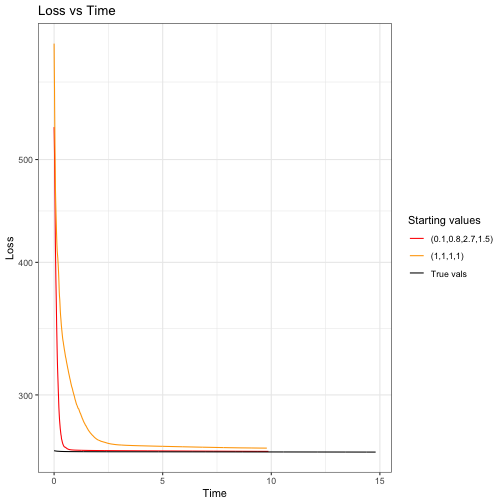 Loss vs Time
500
400
300
Loss
0
5
10
15
Time
Starting values
(0.1,0.8,2.7,1.5)
(1,1,1,1)
True vals